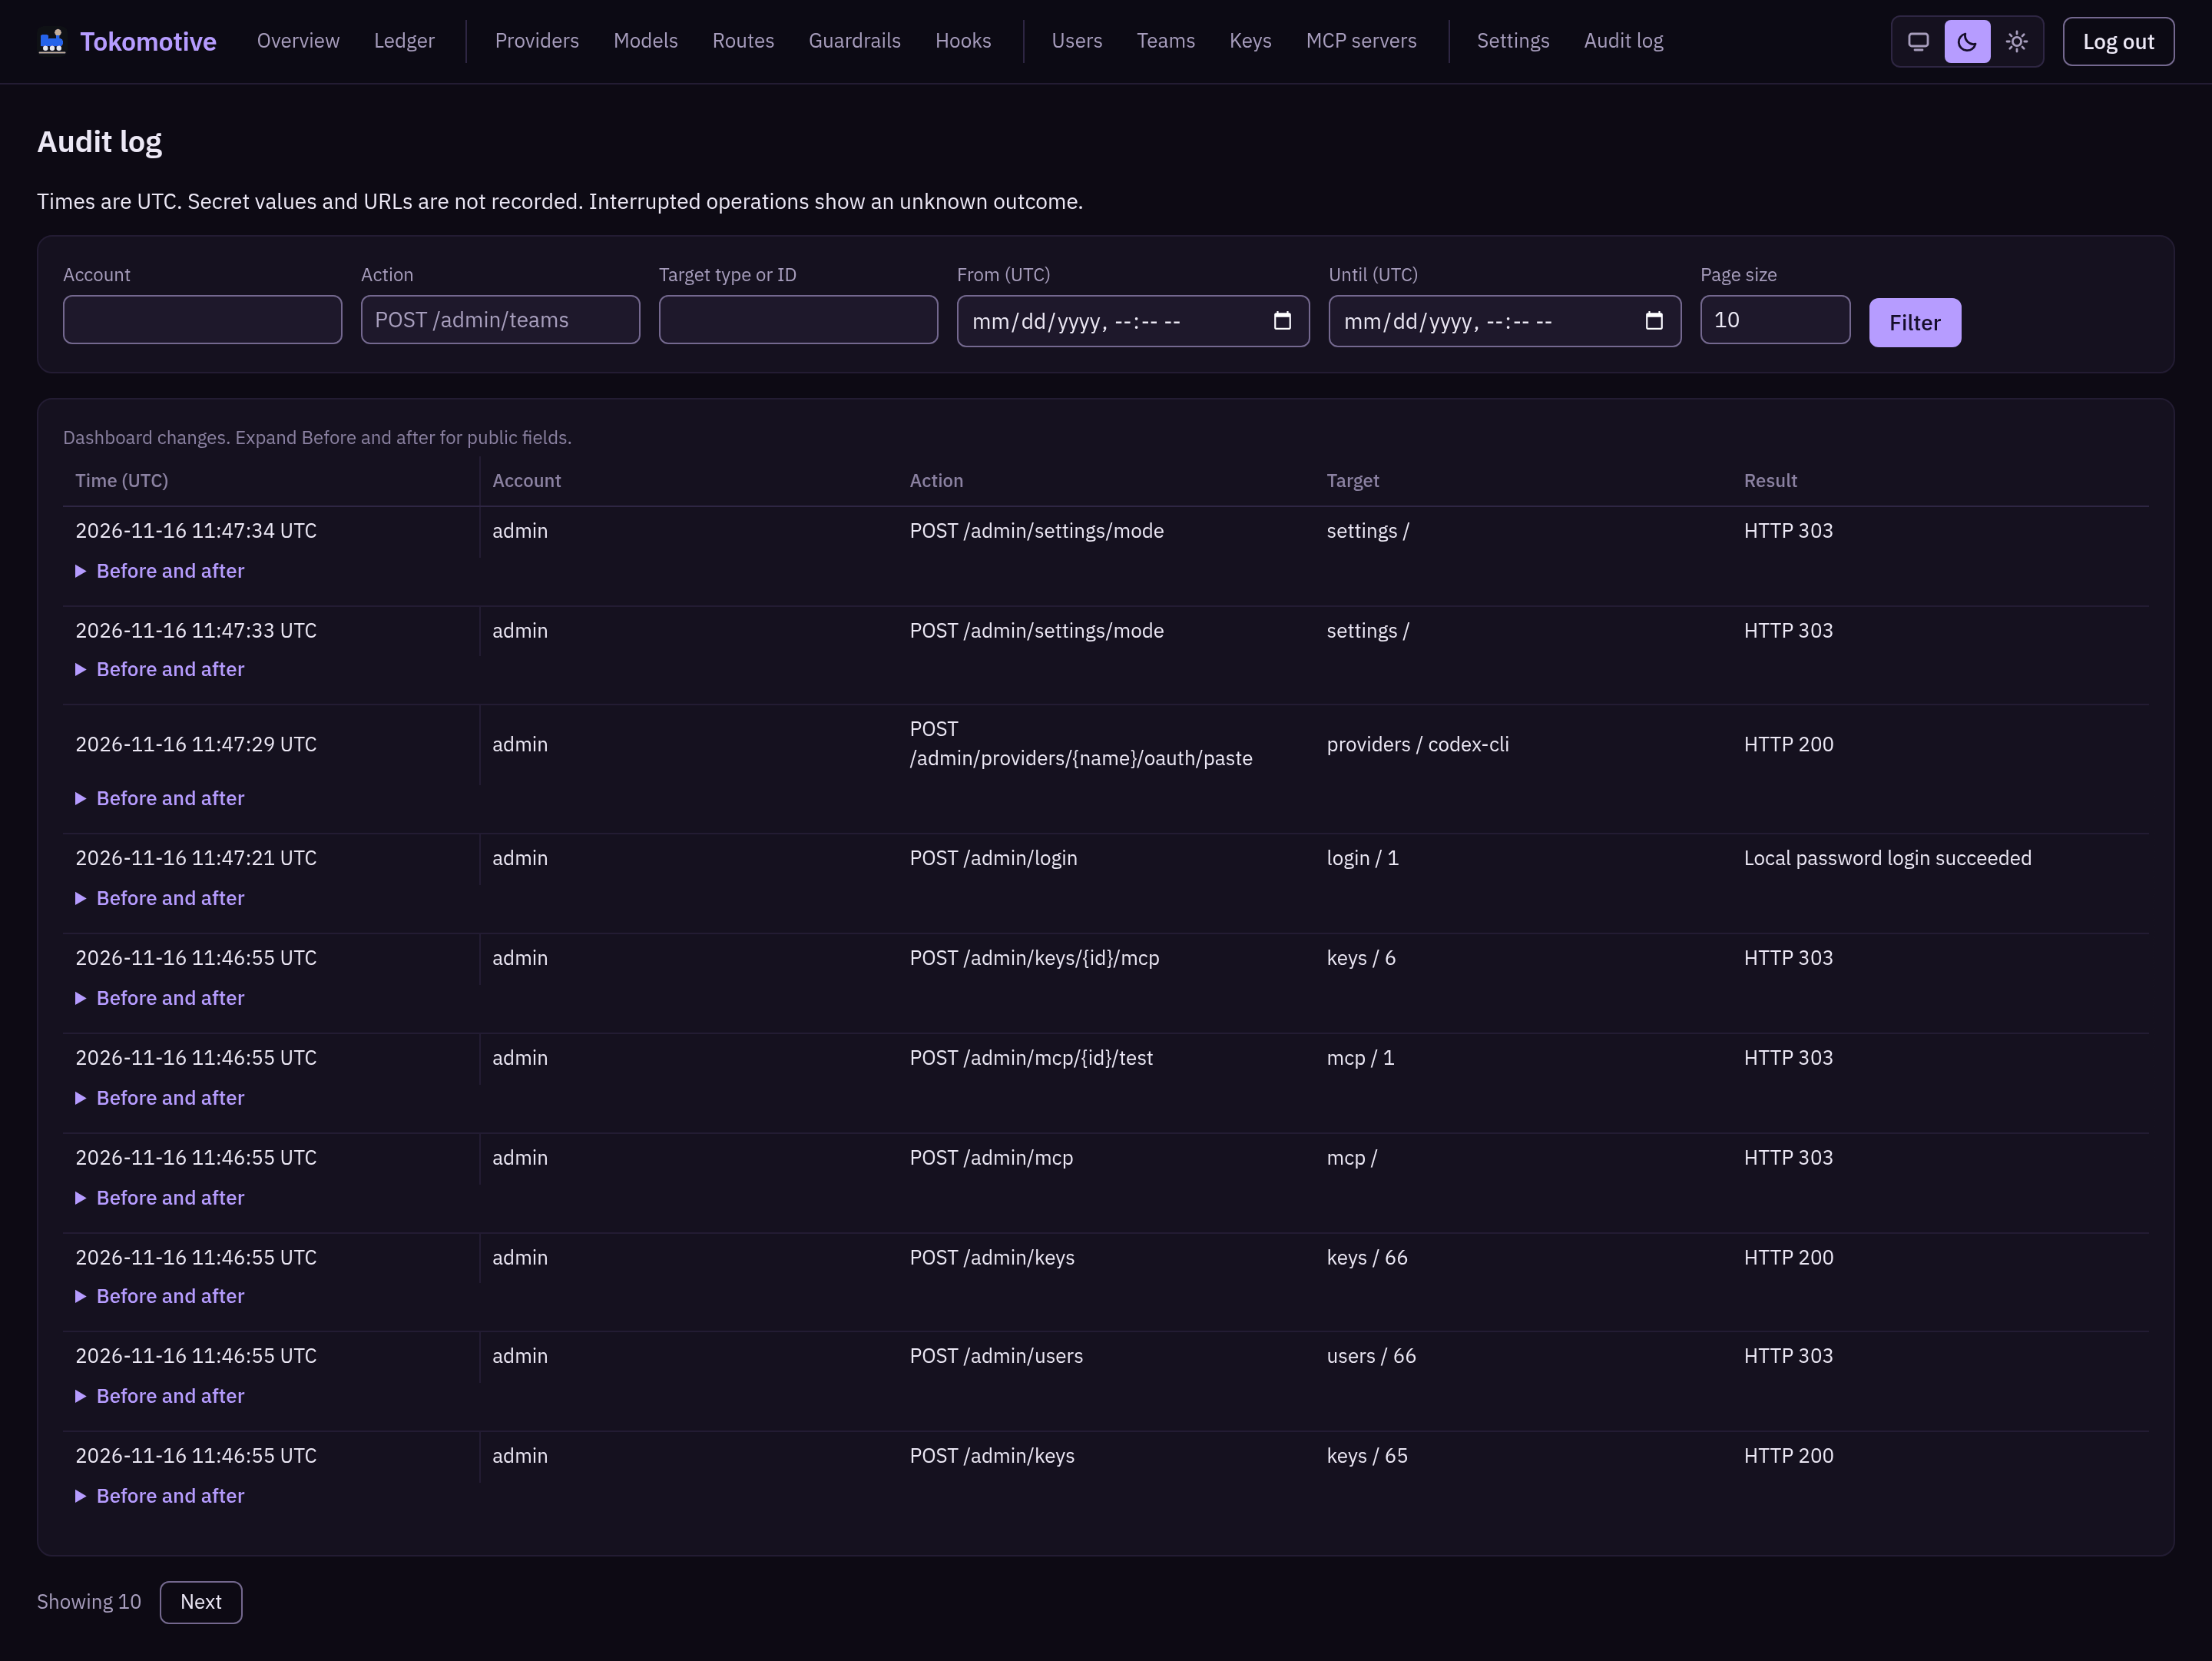 Tokomotive Overview Ledger Providers Models Routes Guardrails Hooks Users Teams Keys MCP servers Settings Audit log Log out
Audit log
Times are UTC. Secret values and URLs are not recorded. Interrupted operations show an unknown outcome.
Account Action Target type or ID From (UTC) Until (UTC) Page size
POST /admin/teams mm/dd/yyyy, --:-- -- mm/dd/yyyy, --:-- -- 10 Filter
Dashboard changes. Expand Before and after for public fields.
Time (UTC) Account Action Target Result
2026-11-16 11:47:34 UTC admin POST /admin/settings/mode settings / HTTP 303
Before and after
2026-11-16 11:47:33 UTC admin POST /admin/settings/mode settings / HTTP 303
Before and after
2026-11-16 11:47:29 UTC admin POST /admin/providers/{name}/oauth/paste providers / codex-cli HTTP 200
Before and after
2026-11-16 11:47:21 UTC admin POST /admin/login login / 1 Local password login succeeded
Before and after
2026-11-16 11:46:55 UTC admin POST /admin/keys/{id}/mcp keys / 6 HTTP 303
Before and after
2026-11-16 11:46:55 UTC admin POST /admin/mcp/{id}/test mcp / 1 HTTP 303
Before and after
2026-11-16 11:46:55 UTC admin POST /admin/mcp mcp / HTTP 303
Before and after
2026-11-16 11:46:55 UTC admin POST /admin/keys keys / 66 HTTP 200
Before and after
2026-11-16 11:46:55 UTC admin POST /admin/users users / 66 HTTP 303
Before and after
2026-11-16 11:46:55 UTC admin POST /admin/keys keys / 65 HTTP 200
Before and after
Showing 10 Next